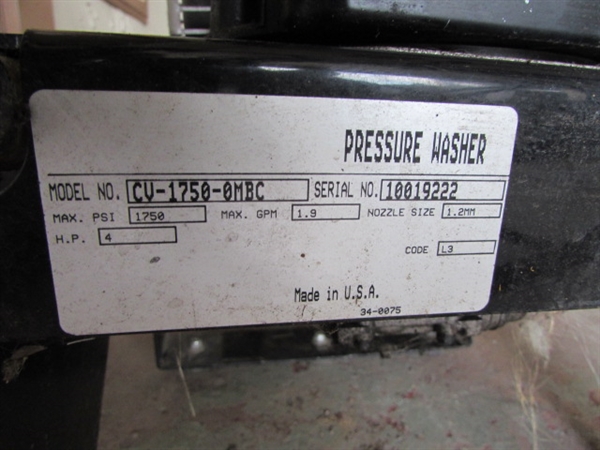 PRESSURE WASHER
MODEL NO. CV-1750-0MBC SERIAL NO. 10019222
MAX. PSI 1750 MAX. GPM 1.9 NOZZLE SIZE 1.2MM
H.P. 4
CODE L3
Made in U.S.A.
34-0075